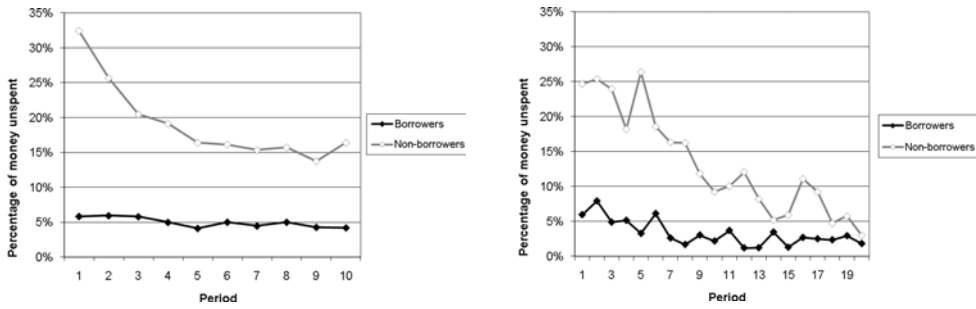 35%
30%
25%
20%
15%
10%
5%
0%
Percentage of money unspent
1 2 3 4 5 6 7 8 9 10
Period
Borrowers
Non-borrowers
35%
30%
25%
20%
15%
10%
5%
0%
Percentage of money unspent
1 3 5 7 9 11 13 15 17 19
Period
Borrowers
Non-borrowers